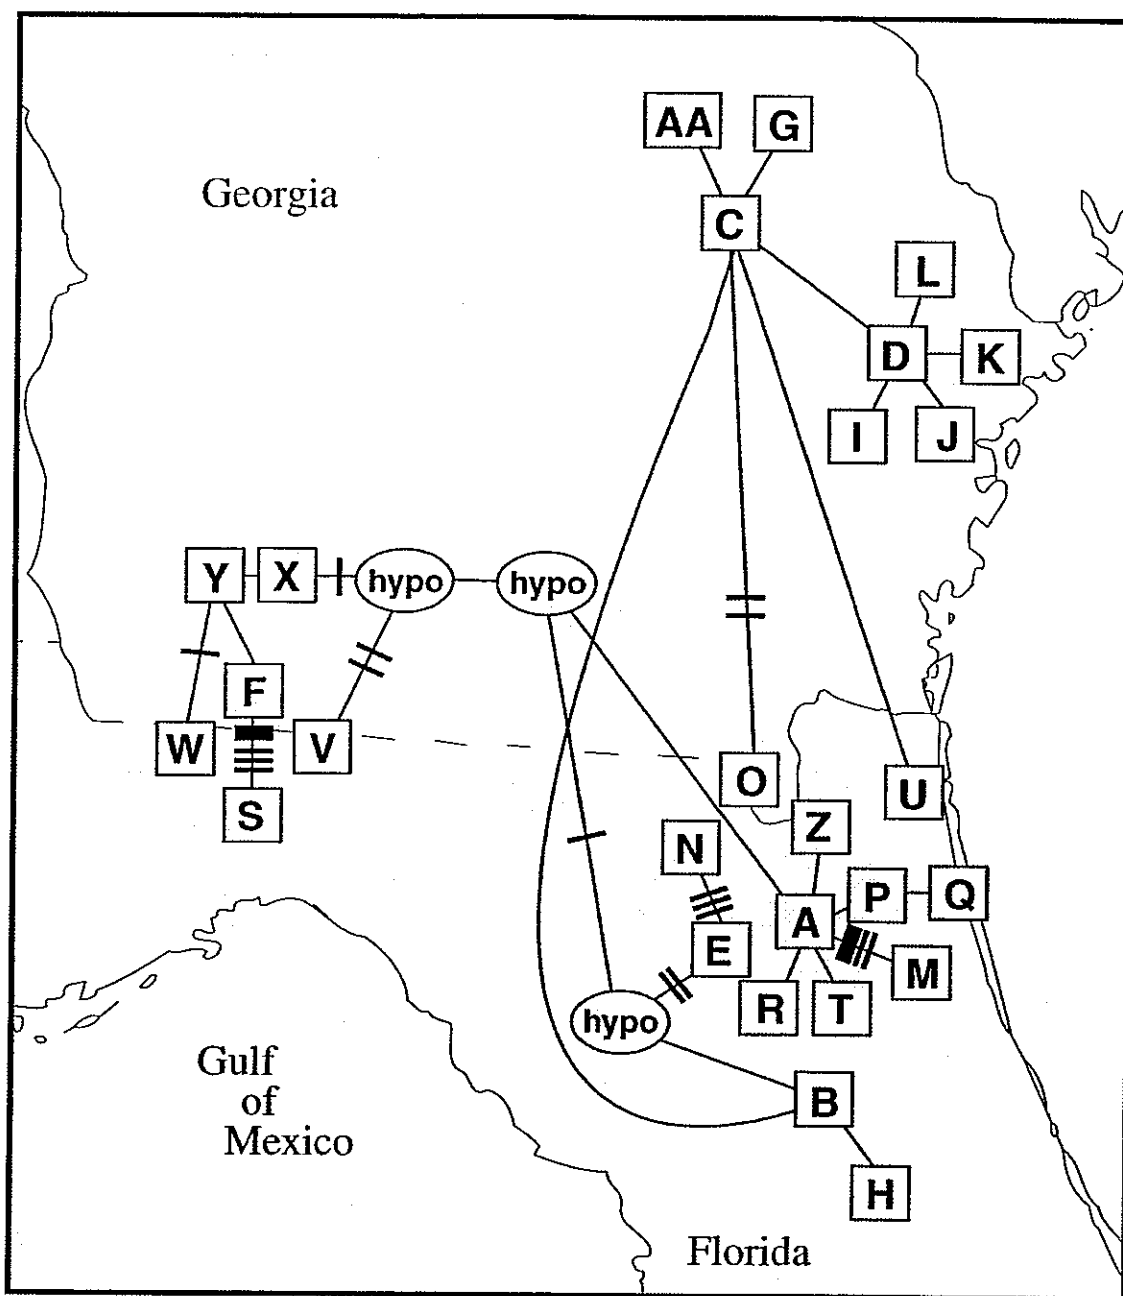 AA G
Georgia
C
L
D K
I J
Y X hypo hypo
F
W V
O
U
S
Z
N
P Q
A
E
M
R T
hypo
Gulf
of
Mexico
B
H
Florida